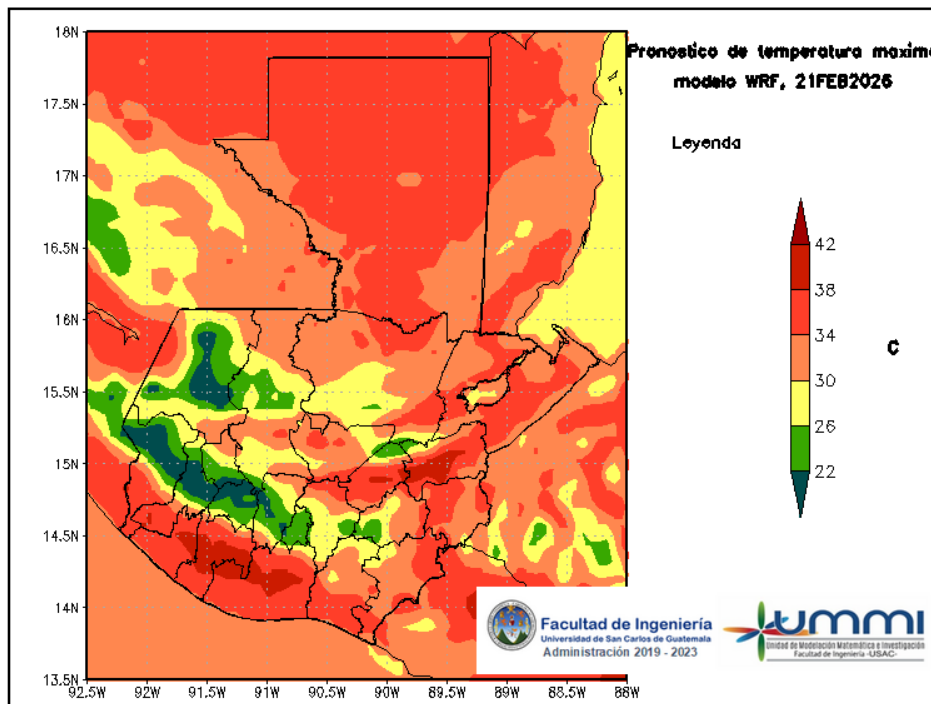 Pronostico de temperatura maxima
modelo WRF, 21FEB2026
Leyenda
18N
17.5N
17N
16.5N
16N
15.5N
15N
14.5N
14N
13.5N
92.5W 92W 91.5W 91W 90.5W 90W 89.5W 89W 88.5W 88W
42
38
34
30
26
22
C
Facultad de Ingeniería
Universidad de San Carlos de Guatemala
Administración 2019 - 2023
ummi
Unidad de Modelación Matemática e Investigación
Facultad de Ingeniería -USAC-